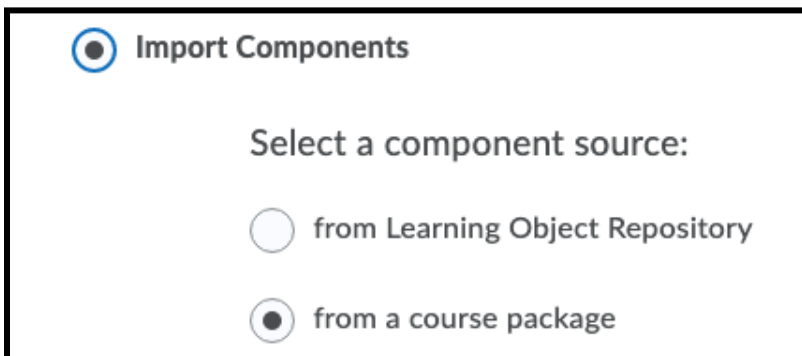 Import Components
Select a component source:
from Learning Object Repository
from a course package